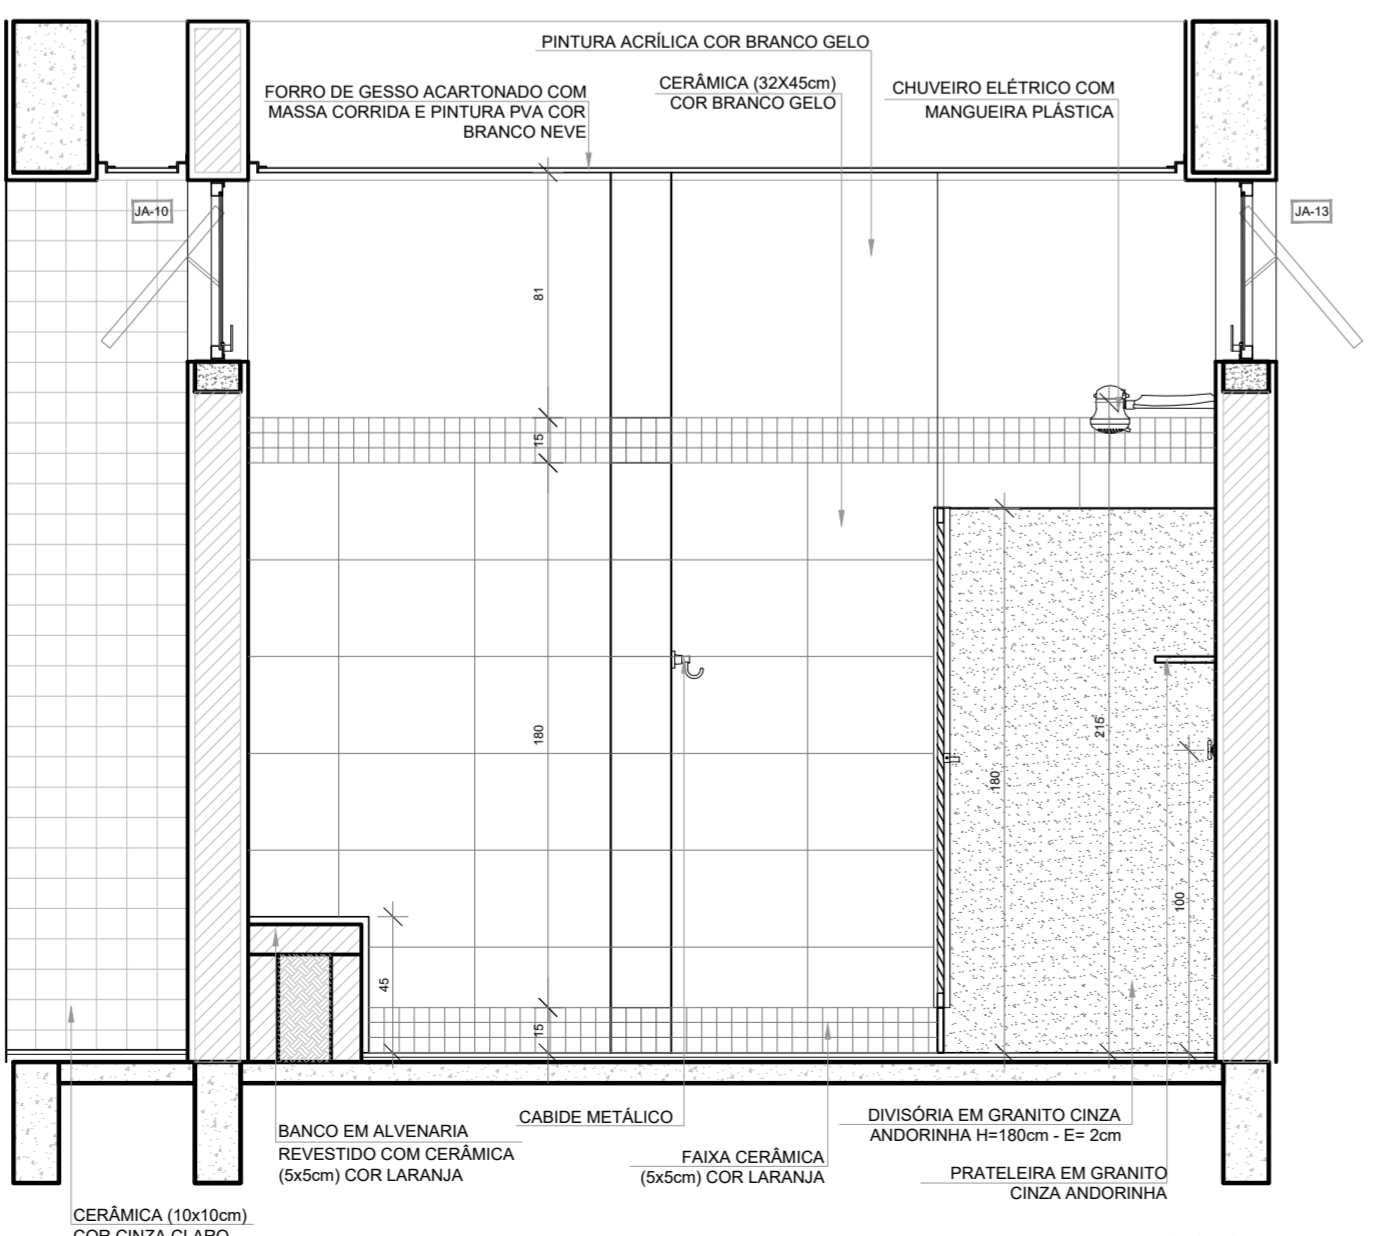 PINTURA ACRÍLICA COR BRANCO GELO
FORRO DE GESSO ACARTONADO COM
MASSA CORRIDA E PINTURA PVA COR
BRANCO NEVE
CERÂMICA (32X45cm)
COR BRANCO GELO
CHUVEIRO ELÉTRICO COM
MANGUEIRA PLÁSTICA
JA-10
JA-13
81
15
180
215
180
100
45
15
BANCO EM ALVENARIA
REVESTIDO COM CERÂMICA
(5x5cm) COR LARANJA
CABIDE METÁLICO
FAIXA CERÂMICA
(5x5cm) COR LARANJA
DIVISÓRIA EM GRANITO CINZA
ANDORINHA H=180cm - E= 2cm
PRATELEIRA EM GRANITO
CINZA ANDORINHA
CERÂMICA (10x10cm)
COR CINZA CLARO